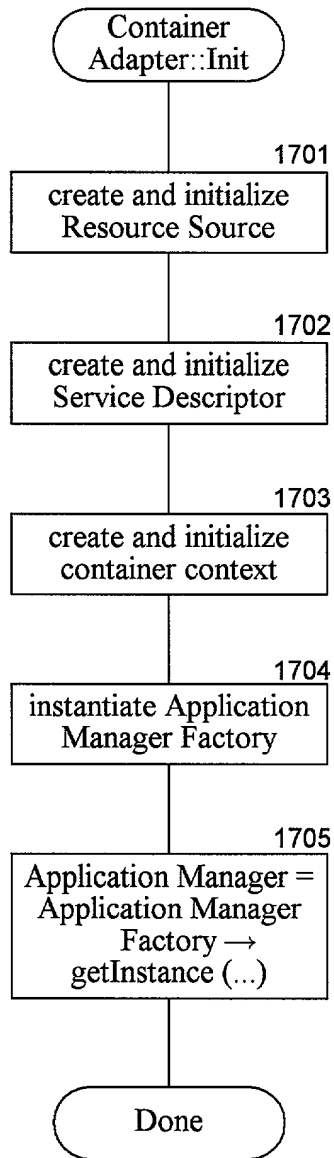 Container
Adapter::Init
1701
create and initialize
Resource Source
1702
create and initialize
Service Descriptor
1703
create and initialize
container context
1704
instantiate Application
Manager Factory
1705
Application Manager =
Application Manager
Factory →
getInstance (...)
Done